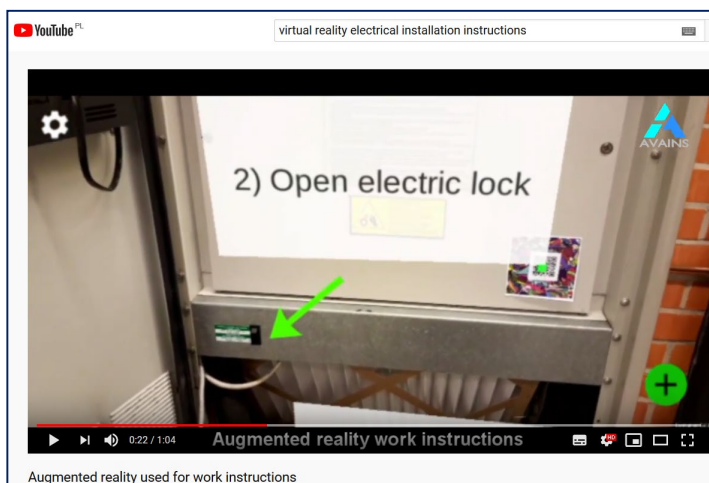 YouTube PL
virtual reality electrical installation instructions
AVAINS
2) Open electric lock
0:22 / 1:04
Augmented reality work instructions
HD
Augmented reality used for work instructions